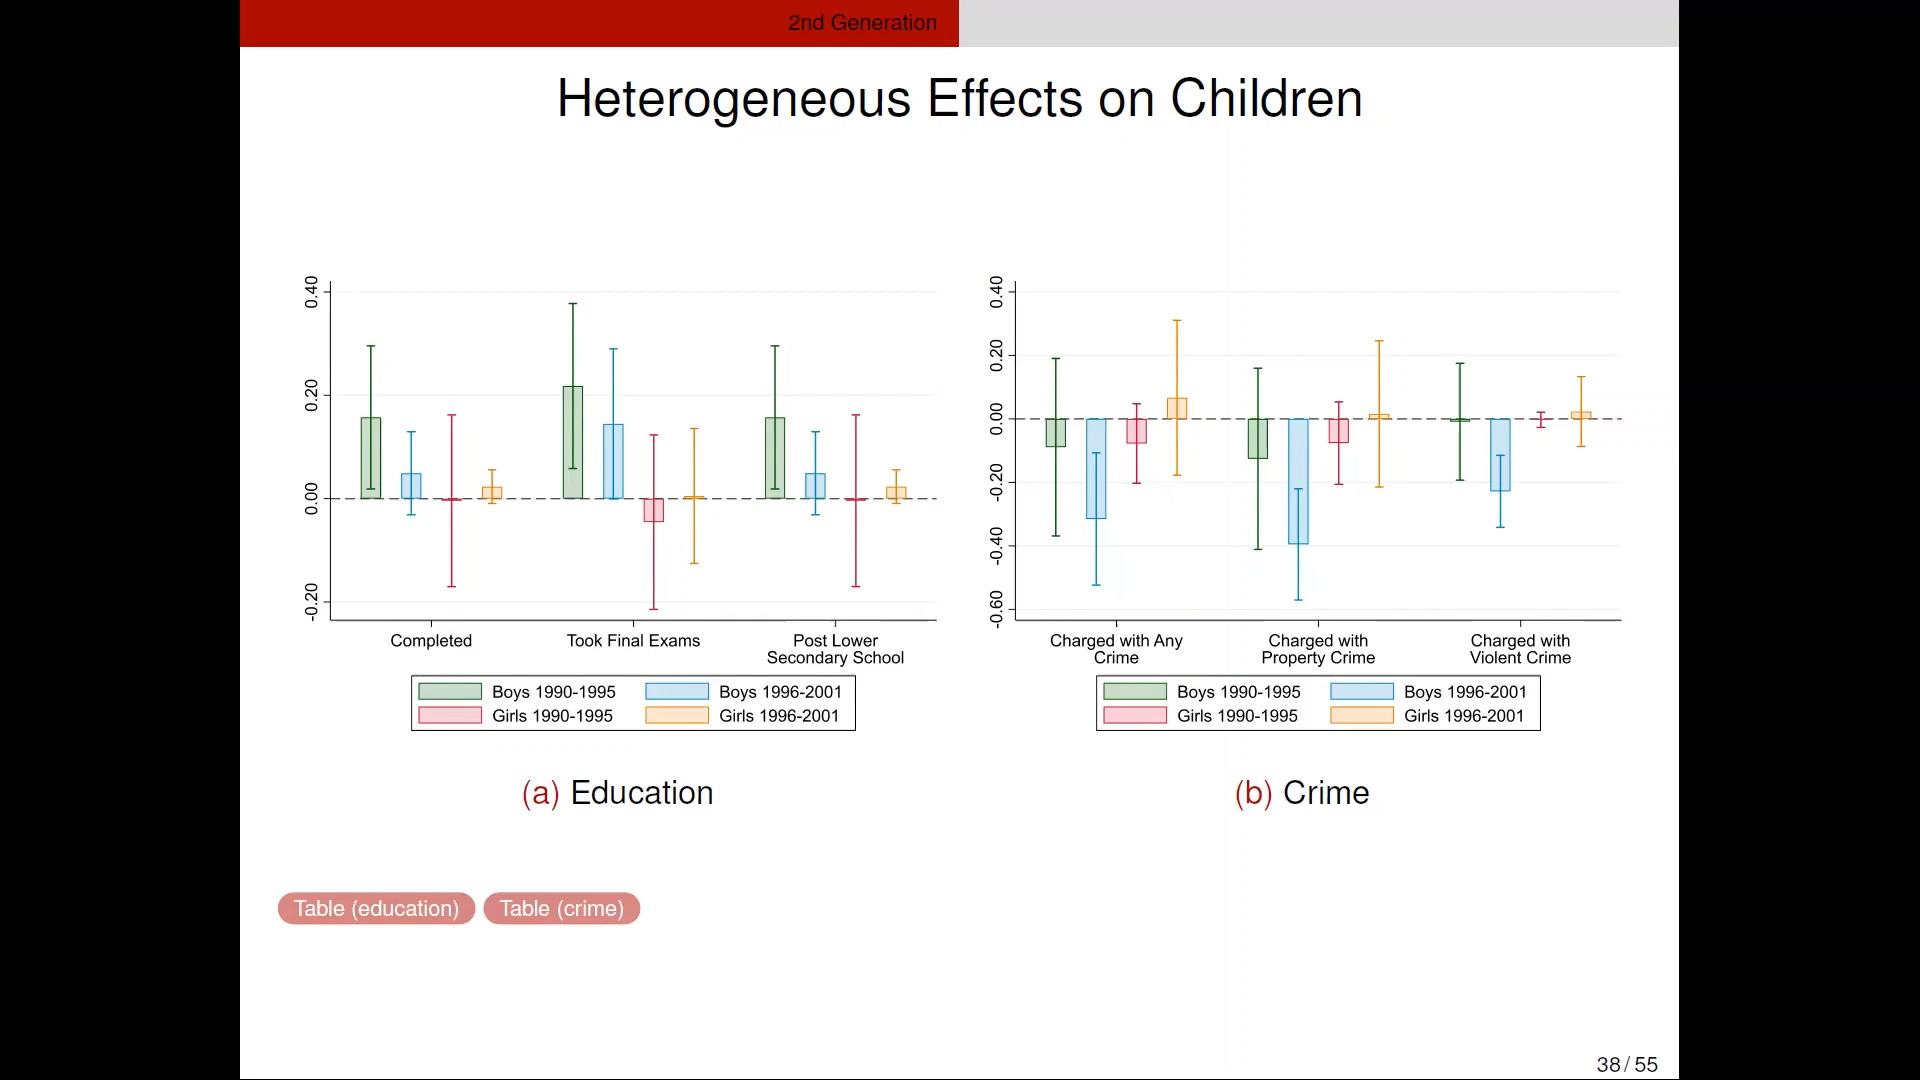 2nd Generation
Heterogeneous Effects on Children
0.40
0.20
0.00
-0.20
Completed
Took Final Exams
Post Lower
Secondary School
Boys 1990-1995
Boys 1996-2001
Girls 1990-1995
Girls 1996-2001
(a) Education
0.40
0.20
0.00
-0.20
-0.40
-0.60
Charged with Any
Crime
Charged with
Property Crime
Charged with
Violent Crime
Boys 1990-1995
Boys 1996-2001
Girls 1990-1995
Girls 1996-2001
(b) Crime
Table (education)
Table (crime)
38 / 55